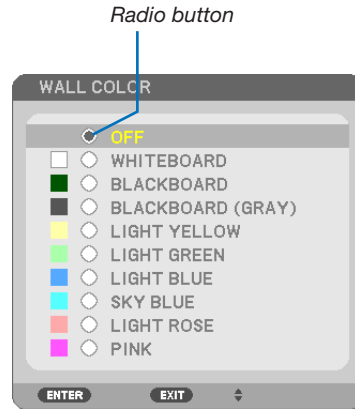 Radio button
WALL COLOR
OFF
WHITEBOARD
BLACKBOARD
BLACKBOARD (GRAY)
LIGHT YELLOW
LIGHT GREEN
LIGHT BLUE
SKY BLUE
LIGHT ROSE
PINK
ENTER EXIT